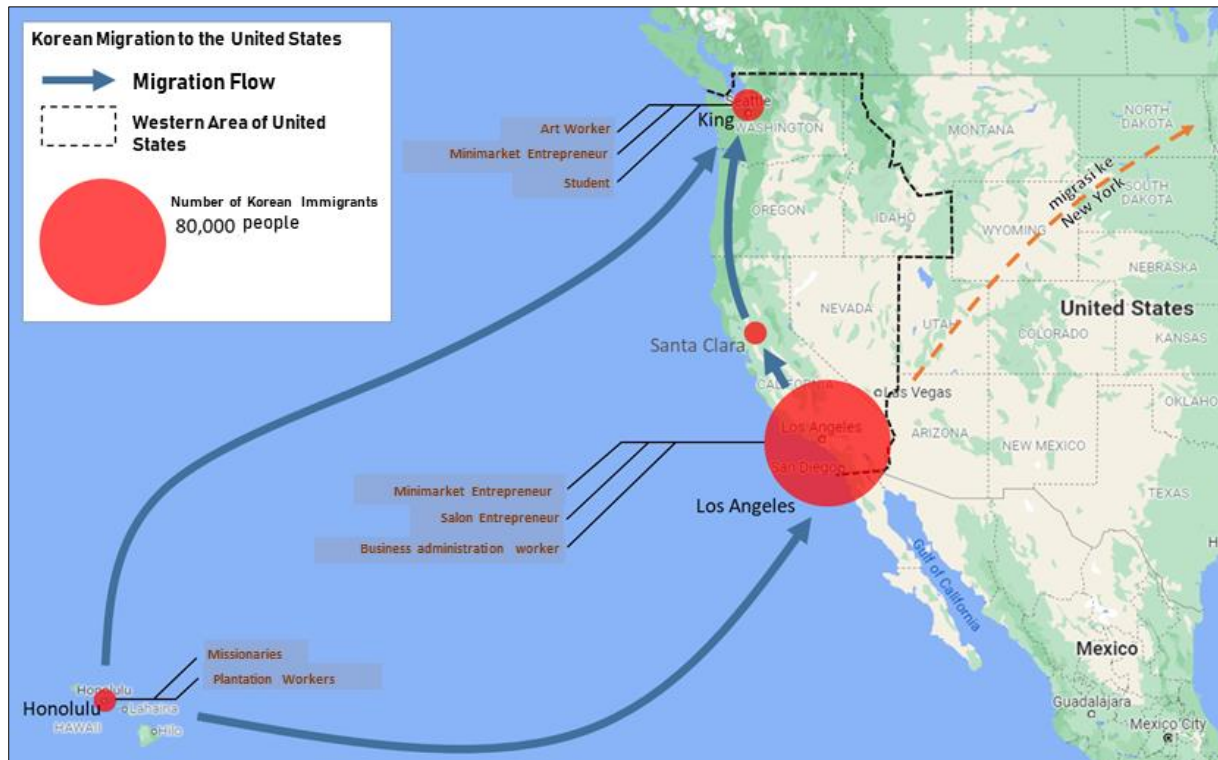 Korean Migration to the United States
Migration Flow
Western Area of United
States
Number of Korean Immigrants
80,000 people
Seattle
King
WASHINGTON
MONTANA
NORTH
DAKOTA
Art Worker
Minimarket Entrepreneur
Student
OREGON
IDAHO
WYOMING
SOUTH
DAKOTA
migrasi ke
New York
NEBRASKA
NEVADA
UTAH
COLORADO
United States
KANSAS
Santa Clara
CALIFORNIA
Las Vegas
Los Angeles
San Diego
ARIZONA
NEW MEXICO
OKLAHO
TEXAS
Minimarket Entrepreneur
Salon Entrepreneur
Business administration worker
Los Angeles
H
Gulf of California
Missionaries
Plantation Workers
Honolulu
Honolulu
Lahaina
HAWAII
Hilo
Mexico
Guadalajara
Mexico City